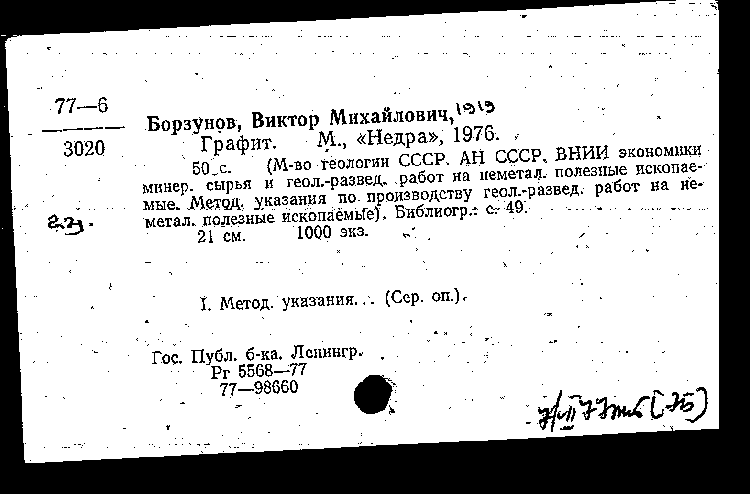 77—6
3020
Борзунов, Виктор Михайлович, 1919
Графит. М., «Недра», 1976.
50 с. (М-во геологии СССР. АН СССР. ВНИИ экономики
минер. сырья и геол.-развед. работ на неметал. полезные ископае-
мые. Метод. указания по производству геол.-развед. работ на не-
метал. полезные ископаемые). Библиогр.: с. 49.
21 см. 1000 экз.
1. Метод. указания... (Сер. оп.).
Гос. Публ. б-ка. Ленингр.
Рг 5568—77
77—98660